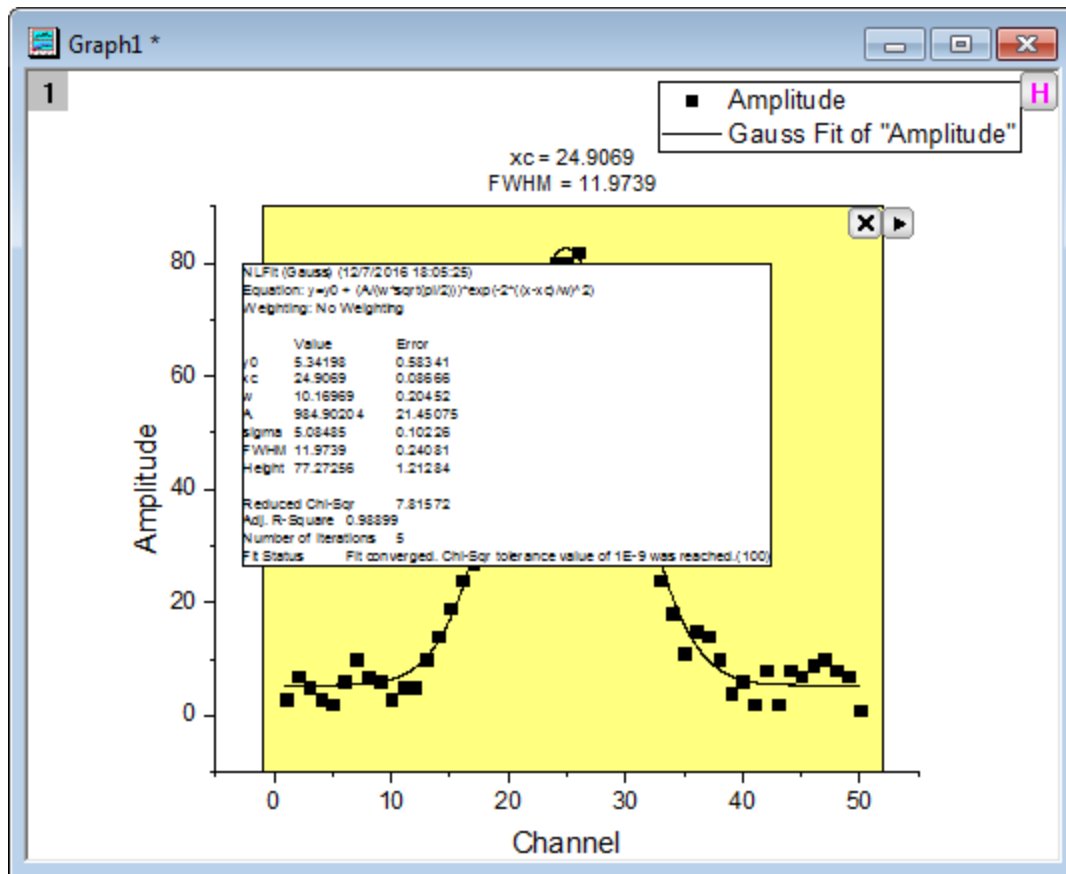 Graph1 *
1
H
Amplitude
Gauss Fit of "Amplitude"
xc = 24.9069
FWHM = 11.9739
NLFit (Gauss) (12/7/2016 18:05:25)
Equation: y=y0 + (A/(w*sqrt(pi/2)))*exp(-2*((x-xc)/w)^2)
Weighting: No Weighting
Value Error
y0 5.34198 0.58341
xc 24.9069 0.08666
w 10.16969 0.20452
A 984.90204 21.45075
sigma 5.08485 0.10226
FWHM 11.9739 0.24081
Height 77.27256 1.21284
Reduced Chi-Sqr 7.81572
Adj. R-Square 0.98899
Number of Iterations 5
Fit Status Fit converged. Chi-Sqr tolerance value of 1E-9 was reached.(100)
80
60
40
20
0
Amplitude
0 10 20 30 40 50
Channel